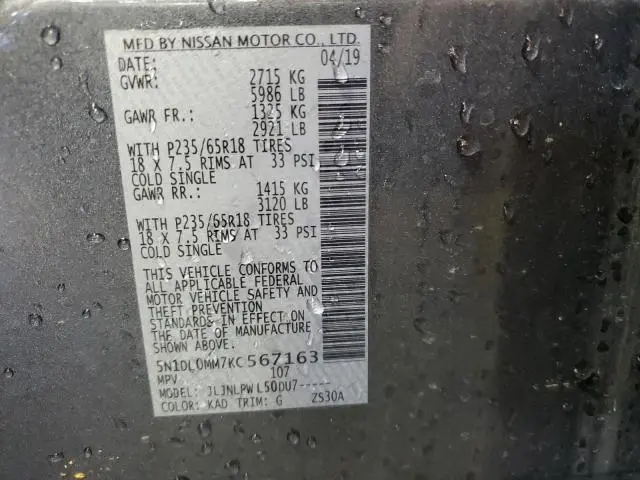 MFD BY NISSAN MOTOR CO., LTD.
DATE: 04/19
GVWR: 2715 KG
5986 LB
GAWR FR.: 1325 KG
2921 LB
WITH P235/65R18 TIRES
18 X 7.5 RIMS AT 33 PSI
COLD SINGLE
GAWR RR.: 1415 KG
3120 LB
WITH P235/65R18 TIRES
18 X 7.5 RIMS AT 33 PSI
COLD SINGLE
THIS VEHICLE CONFORMS TO
ALL APPLICABLE FEDERAL
MOTOR VEHICLE SAFETY AND
THEFT PREVENTION
STANDARDS IN EFFECT ON
THE DATE OF MANUFACTURE
SHOWN ABOVE.
5N1DL0MM7KC567163
MPV 107
MODEL: JLJNLPWL50DU7-----
COLOR: KAD TRIM: G ZS30A